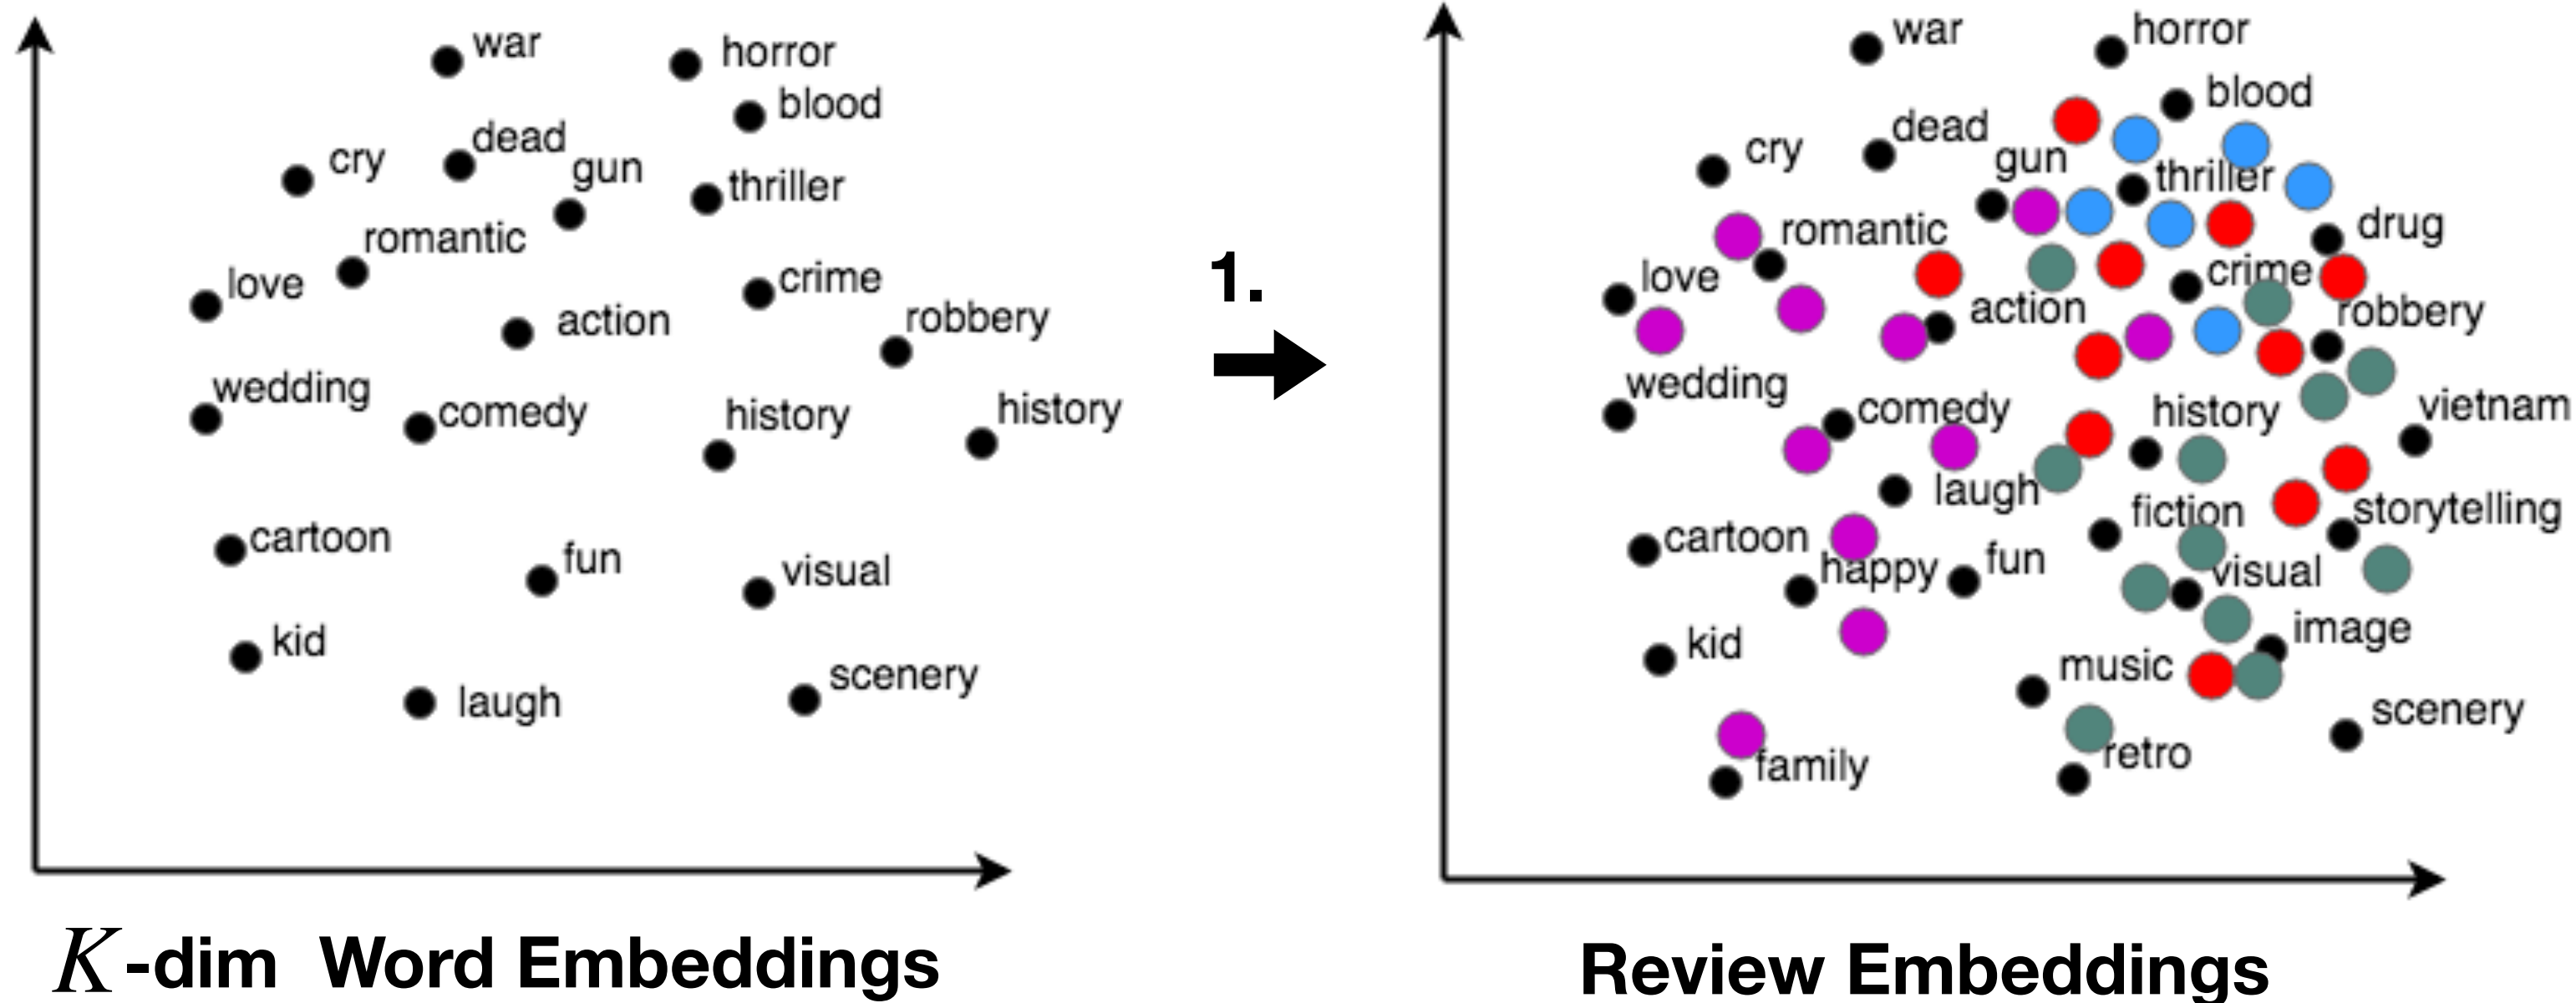 war
horror
blood
dead
cry
gun
thriller
romantic
love
crime
action
robbery
wedding
comedy
history
history
cartoon
fun
visual
kid
scenery
laugh
K-dim Word Embeddings
1.
war
horror
blood
dead
cry
gun
thriller
drug
romantic
love
crime
action
robbery
wedding
comedy
history
vietnam
laugh
fiction
storytelling
cartoon
happy
fun
visual
image
kid
music
scenery
retro
family
Review Embeddings